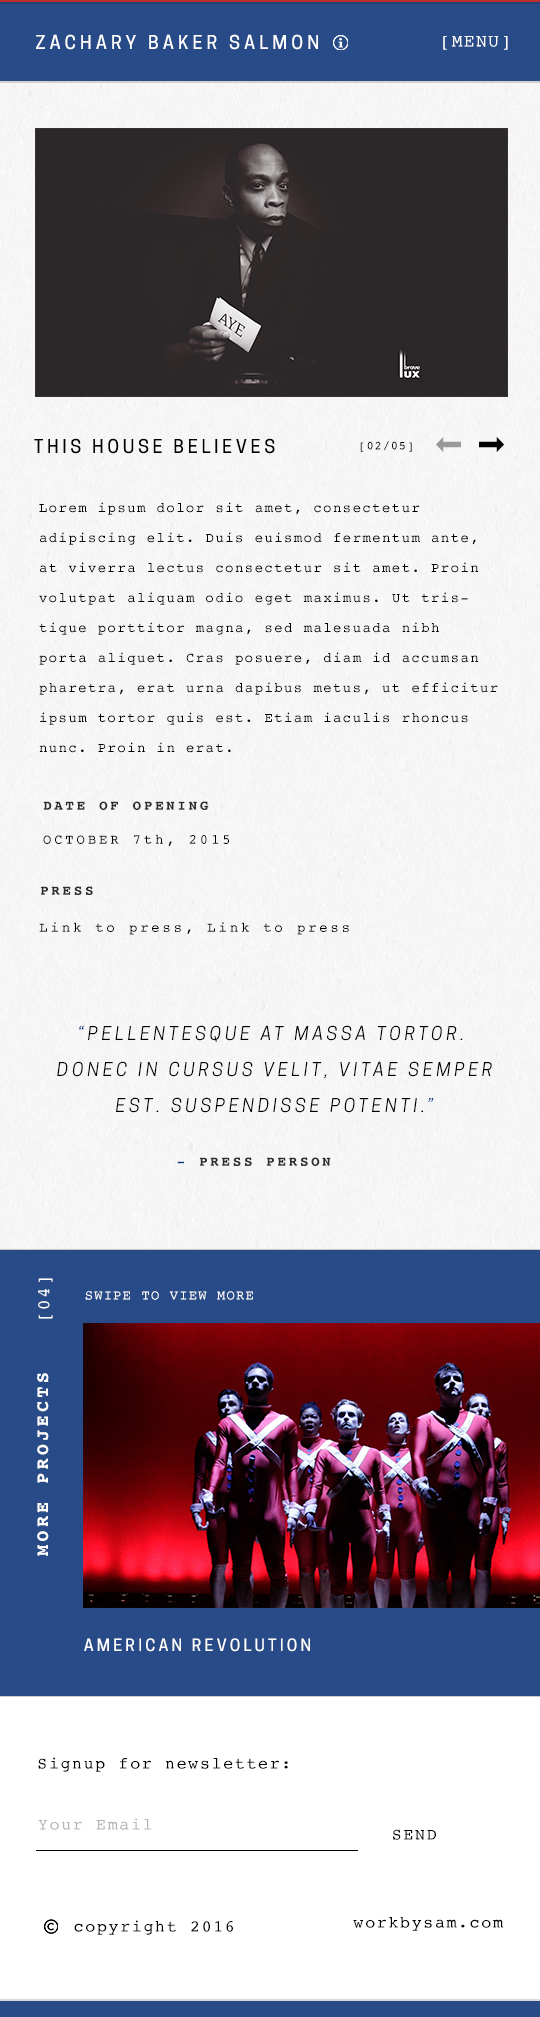 ZACHARY BAKER SALMON
[MENU]
AYE
brave
lux
THIS HOUSE BELIEVES
[02/05]
Lorem ipsum dolor sit amet, consectetur
adipiscing elit. Duis euismod fermentum ante,
at viverra lectus consectetur sit amet. Proin
volutpat aliquam odio eget maximus. Ut tris-
tique porttitor magna, sed malesuada nibh
porta aliquet. Cras posuere, diam id accumsan
pharetra, erat urna dapibus metus, ut efficitur
ipsum tortor quis est. Etiam iaculis rhoncus
nunc. Proin in erat.
DATE OF OPENING
OCTOBER 7th, 2015
PRESS
Link to press, Link to press
“PELLENTESQUE AT MASSA TORTOR.
DONEC IN CURSUS VELIT, VITAE SEMPER
EST. SUSPENDISSE POTENTI.”
– PRESS PERSON
MORE PROJECTS [04]
SWIPE TO VIEW MORE
AMERICAN REVOLUTION
Signup for newsletter:
Your Email
SEND
© copyright 2016
workbysam.com